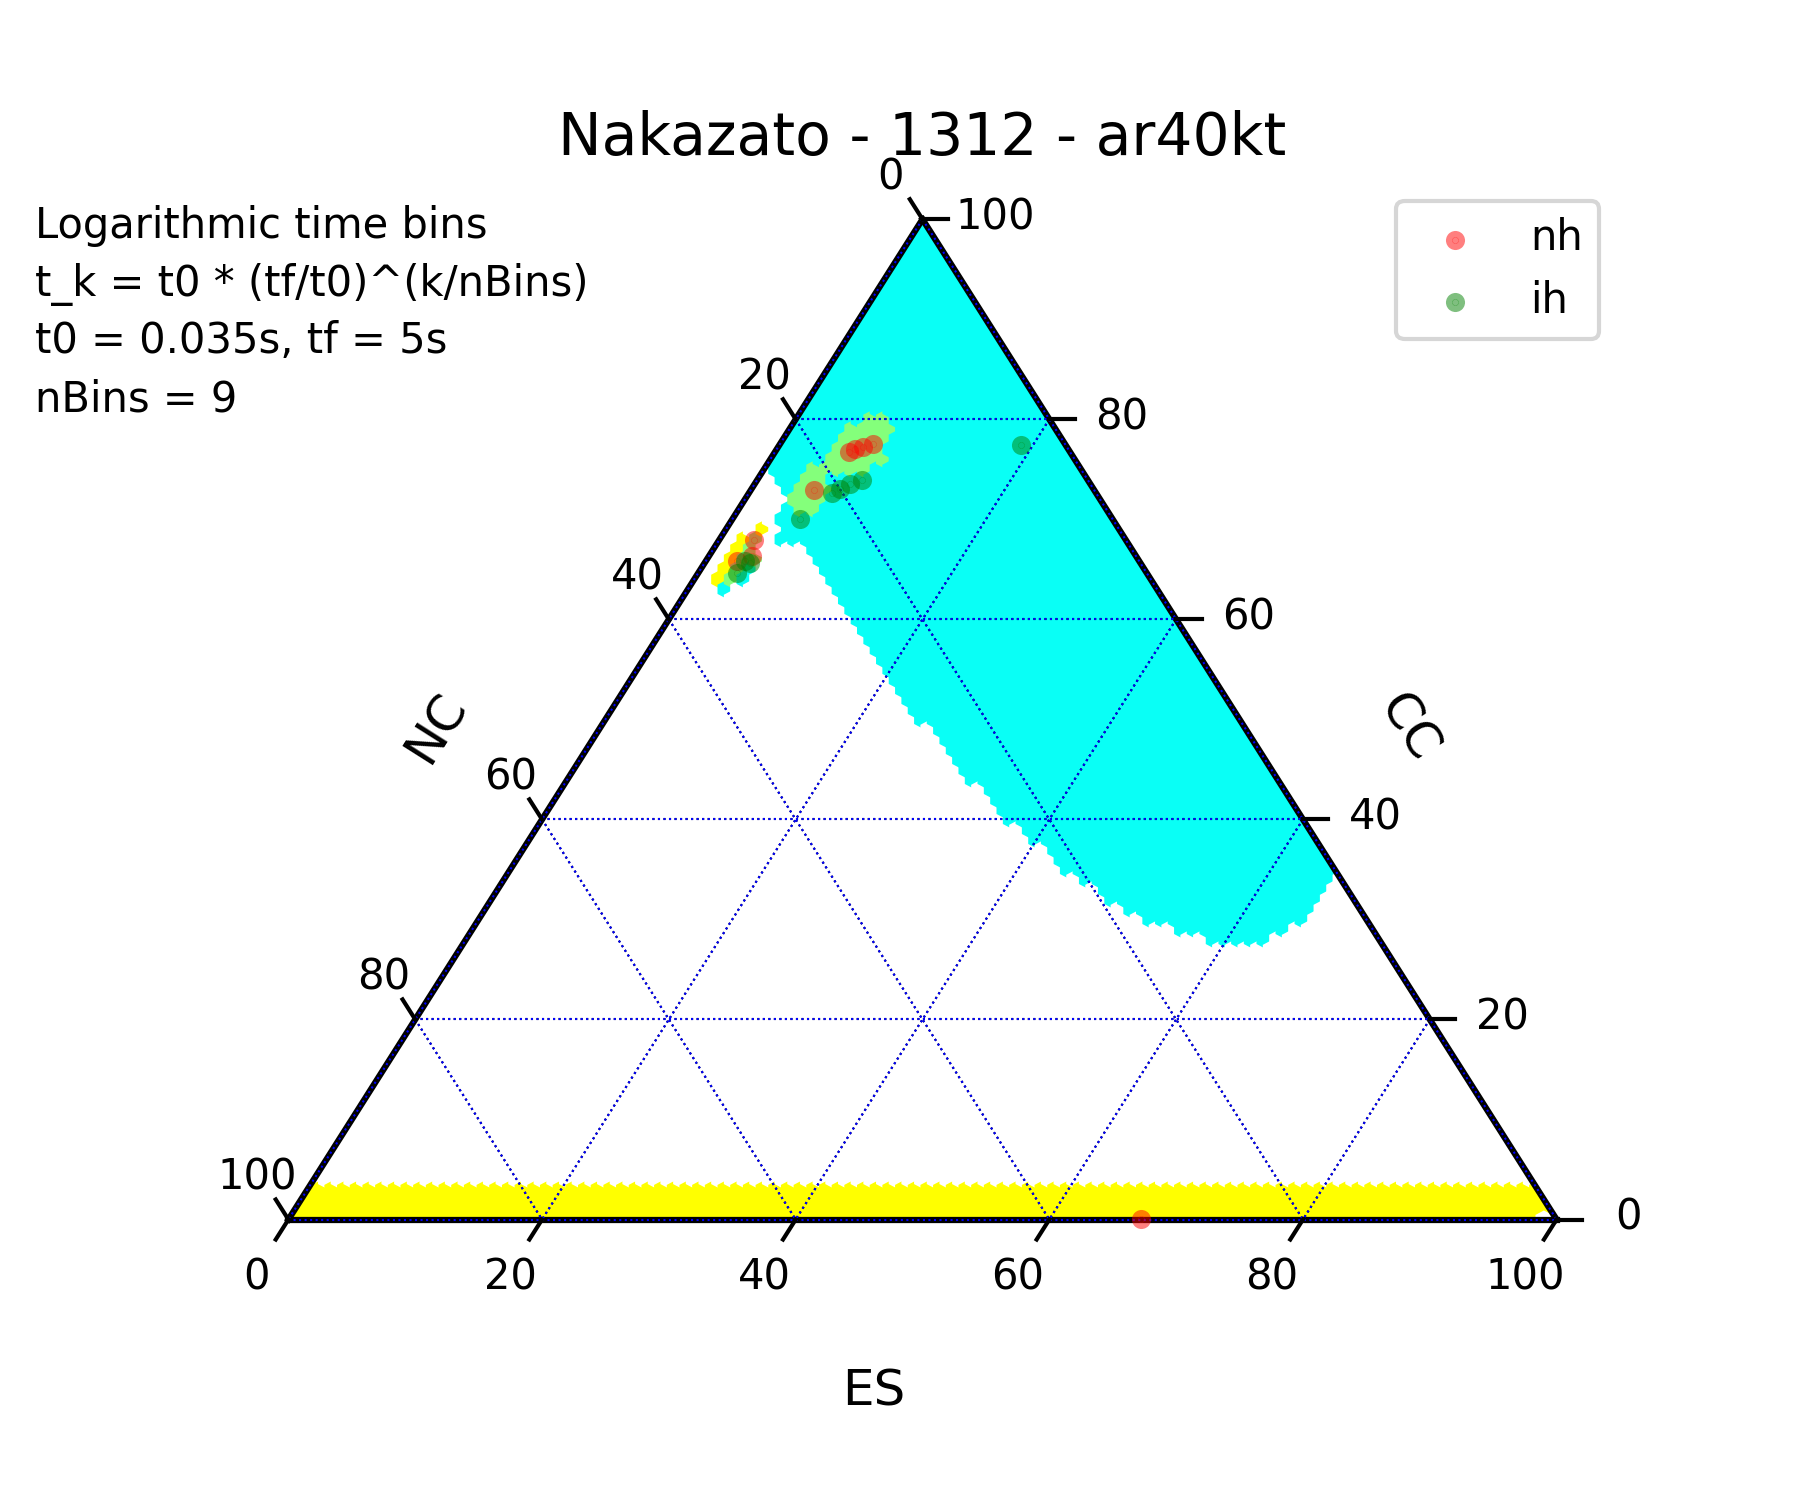 Nakazato - 1312 - ar40kt
Logarithmic time bins
t_k = t0 * (tf/t0)^(k/nBins)
t0 = 0.035s, tf = 5s
nBins = 9
nh
ih
0
20
40
60
80
100
NC
100
80
60
40
20
0
CC
0
20
40
60
80
100
ES